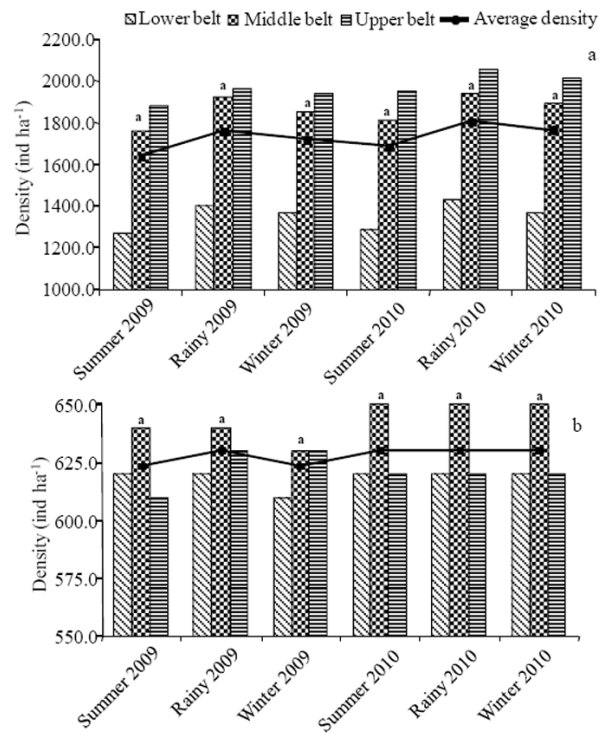 Lower belt Middle belt Upper belt Average density
a
2200.0
2000.0
1800.0
1600.0
1400.0
1200.0
1000.0
Density (ind ha-1)
a a a a a a
Summer 2009
Rainy 2009
Winter 2009
Summer 2010
Rainy 2010
Winter 2010
b
650.0
625.0
600.0
575.0
550.0
Density (ind ha-1)
a a a a a a
Summer 2009
Rainy 2009
Winter 2009
Summer 2010
Rainy 2010
Winter 2010